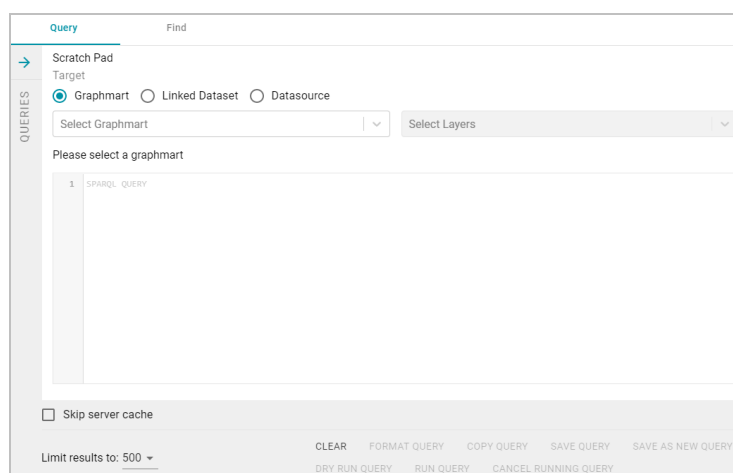 Query Find
Scratch Pad
Target
Graphmart Linked Dataset Datasource
QUERIES
Select Graphmart Select Layers
Please select a graphmart
1 SPARQL QUERY
Skip server cache
CLEAR FORMAT QUERY COPY QUERY SAVE QUERY SAVE AS NEW QUERY
Limit results to: 500
DRY RUN QUERY RUN QUERY CANCEL RUNNING QUERY